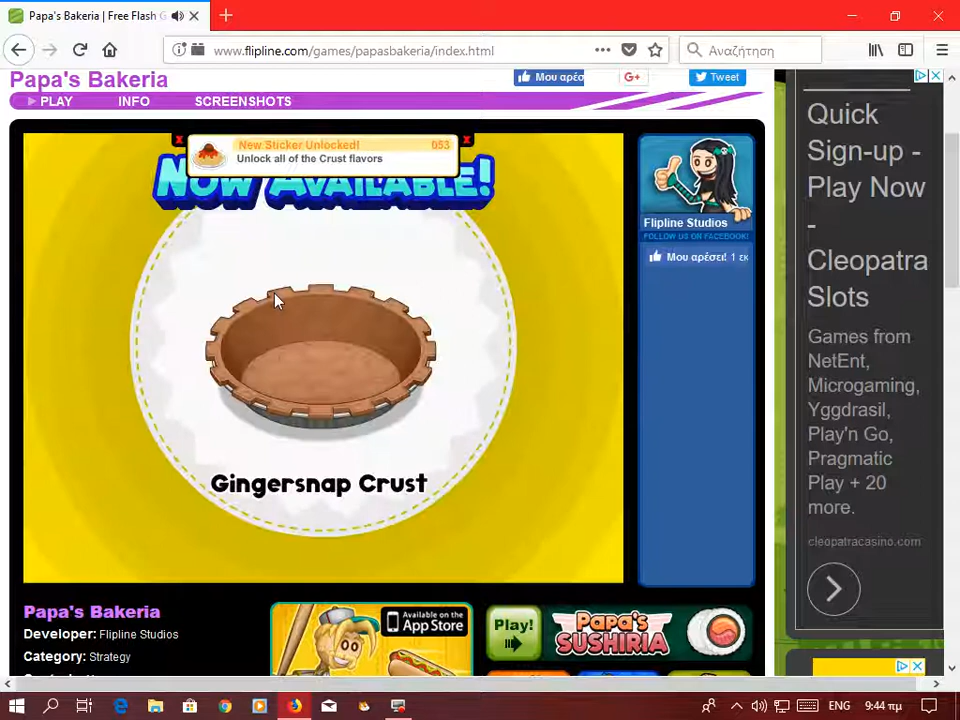 Papa's Bakeria | Free Flash G
www.flipline.com/games/papasbakeria/index.html
Αναζήτηση
Papa's Bakeria
Μου αρέσ
G+
Tweet
PLAY INFO SCREENSHOTS
New Sticker Unlocked! 053
Unlock all of the Crust flavors
NOW AVAILABLE!
Gingersnap Crust
Flipline Studios
FOLLOW US ON FACEBOOK!
Μου αρέσει! 1 εκ
Quick
Sign-up -
Play Now
-
Cleopatra
Slots
Games from
NetEnt,
Microgaming,
Yggdrasil,
Play'n Go,
Pragmatic
Play + 20
more.
cleopatracasino.com
Papa's Bakeria
Developer: Flipline Studios
Category: Strategy
Available on the
App Store
Play!
Papa's
SUSHIRIA
ENG
9:44 πμ